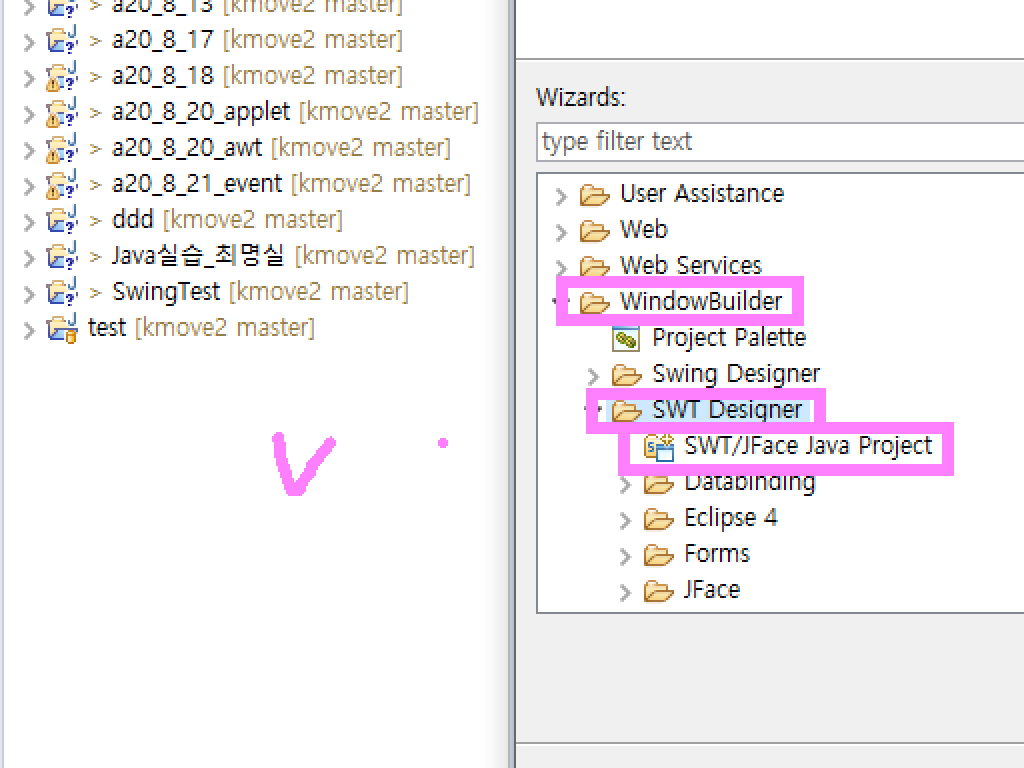 > a20_8_13 [kmove2 master]
> a20_8_17 [kmove2 master]
> a20_8_18 [kmove2 master]
> a20_8_20_applet [kmove2 master]
> a20_8_20_awt [kmove2 master]
> a20_8_21_event [kmove2 master]
> ddd [kmove2 master]
> Java실습_최명실 [kmove2 master]
> SwingTest [kmove2 master]
test [kmove2 master]
Wizards:
type filter text
User Assistance
Web
Web Services
WindowBuilder
Project Palette
Swing Designer
SWT Designer
SWT/JFace Java Project
Databinding
Eclipse 4
Forms
JFace